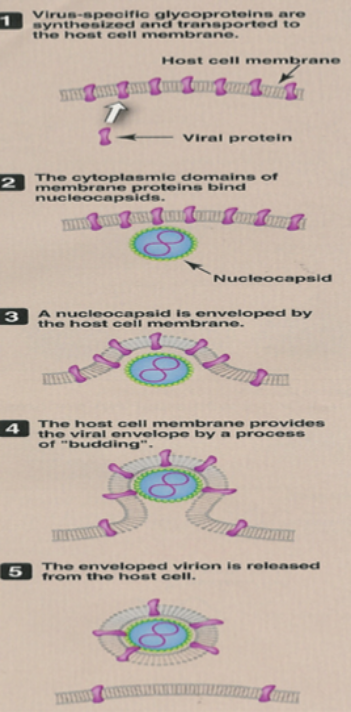 1
Virus-specific glycoproteins are
synthesized and transported to
the host cell membrane.
Host cell membrane
Viral protein
2
The cytoplasmic domains of
membrane proteins bind
nucleocapsids.
Nucleocapsid
3
A nucleocapsid is enveloped by
the host cell membrane.
4
The host cell membrane provides
the viral envelope by a process
of "budding".
5
The enveloped virion is released
from the host cell.